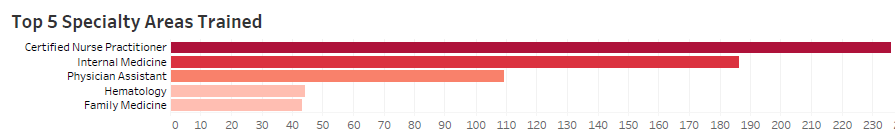 Top 5 Specialty Areas Trained
Certified Nurse Practitioner
Internal Medicine
Physician Assistant
Hematology
Family Medicine
0 10 20 30 40 50 60 70 80 90 100 110 120 130 140 150 160 170 180 190 200 210 220 230